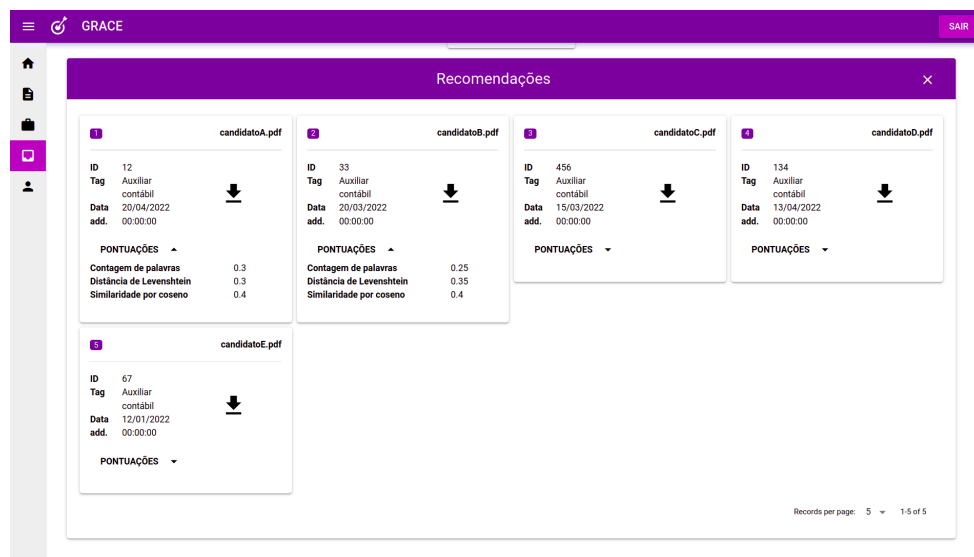 GRACE
SAIR
Recomendações
1 candidatoA.pdf
ID 12
Tag Auxiliar
contábil
Data 20/04/2022
add. 00:00:00
PONTUAÇÕES
Contagem de palavras 0.3
Distância de Levenshtein 0.3
Similaridade por coseno 0.4
2 candidatoB.pdf
ID 33
Tag Auxiliar
contábil
Data 20/03/2022
add. 00:00:00
PONTUAÇÕES
Contagem de palavras 0.25
Distância de Levenshtein 0.35
Similaridade por coseno 0.4
3 candidatoC.pdf
ID 456
Tag Auxiliar
contábil
Data 15/03/2022
add. 00:00:00
PONTUAÇÕES
4 candidatoD.pdf
ID 134
Tag Auxiliar
contábil
Data 13/04/2022
add. 00:00:00
PONTUAÇÕES
5 candidatoE.pdf
ID 67
Tag Auxiliar
contábil
Data 12/01/2022
add. 00:00:00
PONTUAÇÕES
Records per page: 5 1-5 of 5